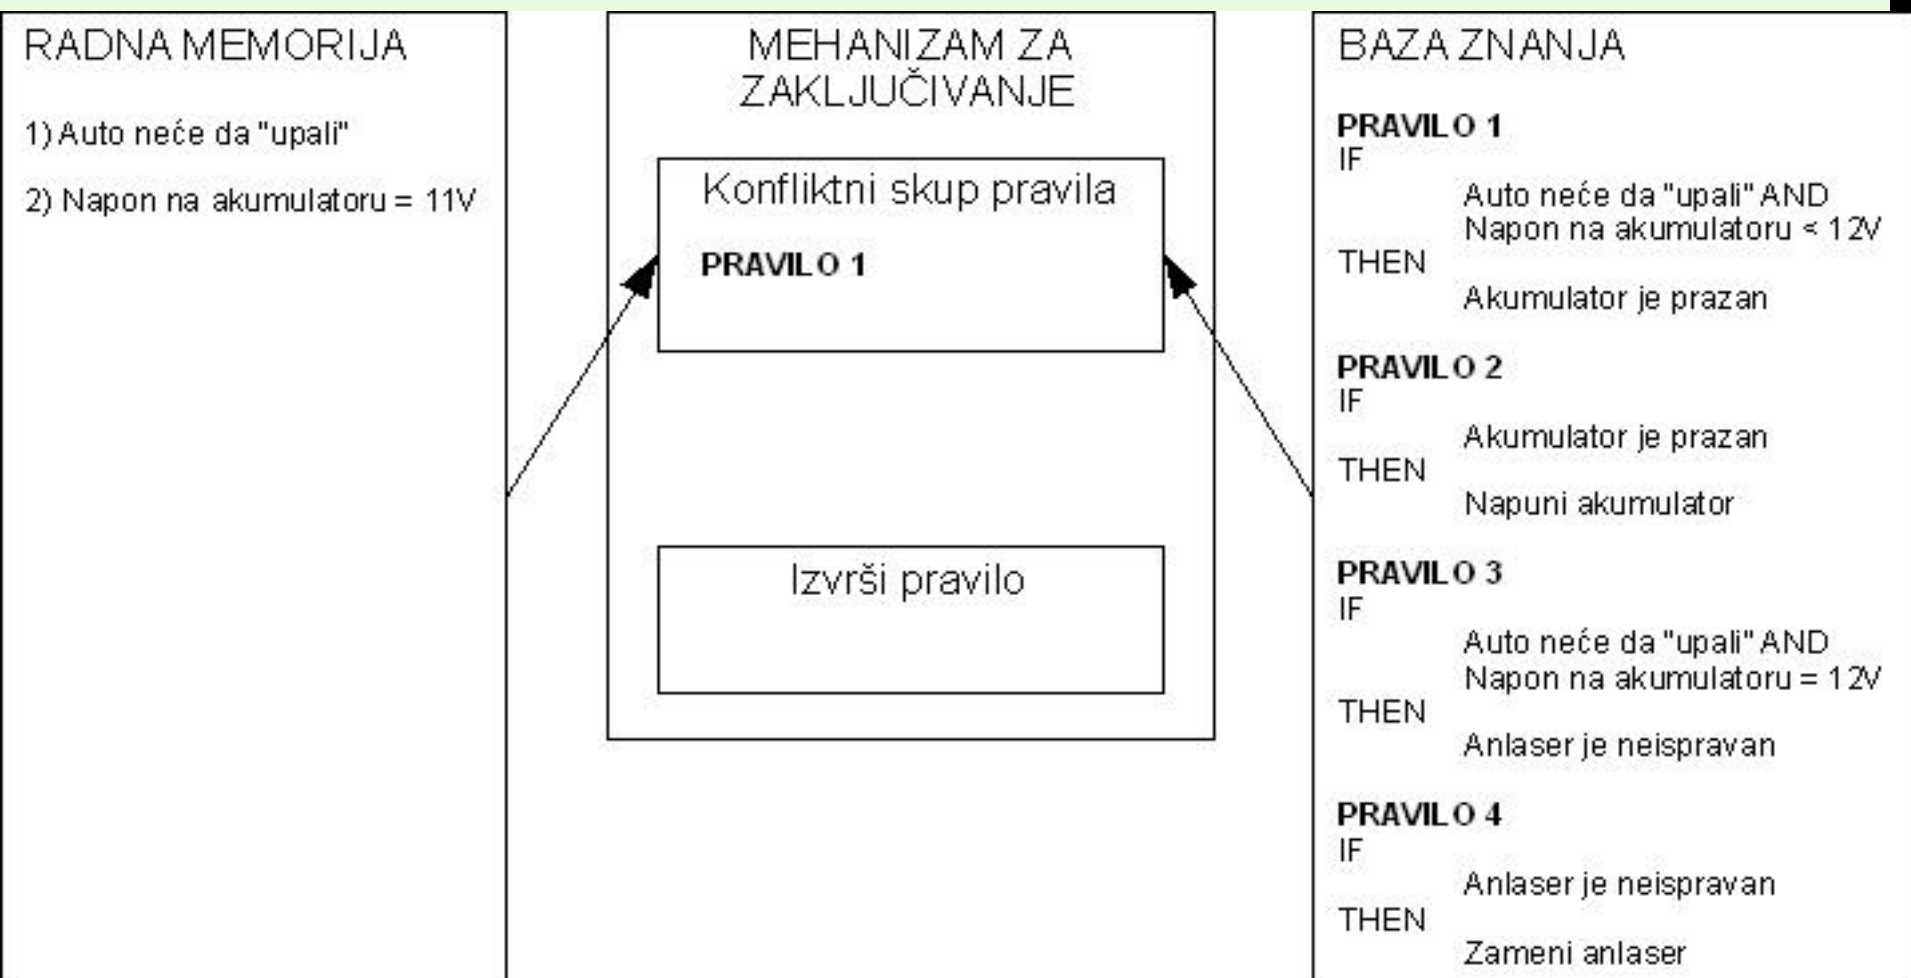 RADNA MEMORIJA
1) Auto neće da "upali"
2) Napon na akumulatoru = 11V
MEHANIZAM ZA
ZAKLJUČIVANJE
Konfliktni skup pravila
PRAVILO 1
Izvrši pravilo
BAZA ZNANJA
PRAVILO 1
IF
Auto neće da "upali" AND
Napon na akumulatoru < 12V
THEN
Akumulator je prazan
PRAVILO 2
IF
Akumulator je prazan
THEN
Napuni akumulator
PRAVILO 3
IF
Auto neće da "upali" AND
Napon na akumulatoru = 12V
THEN
Anlaser je neispravan
PRAVILO 4
IF
Anlaser je neispravan
THEN
Zameni anlaser